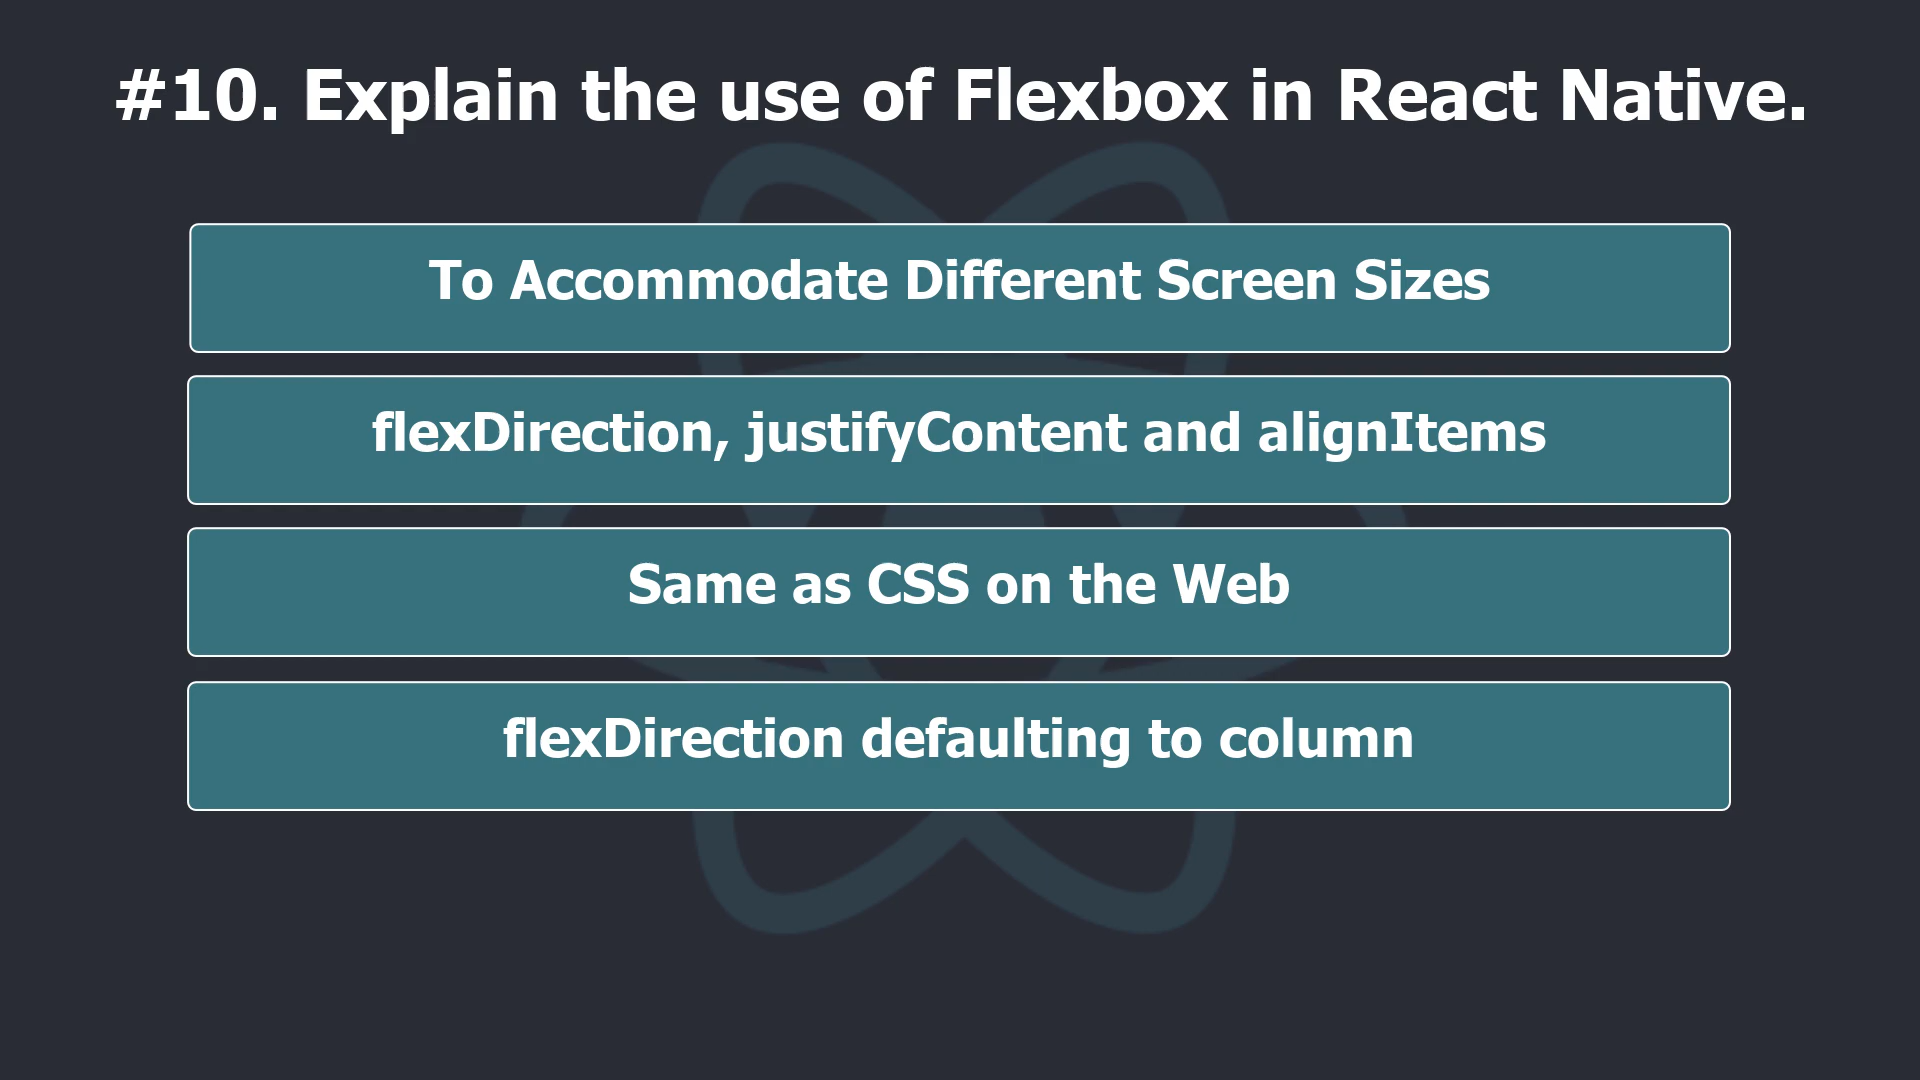 #10. Explain the use of Flexbox in React Native.
To Accommodate Different Screen Sizes
flexDirection, justifyContent and alignItems
Same as CSS on the Web
flexDirection defaulting to column